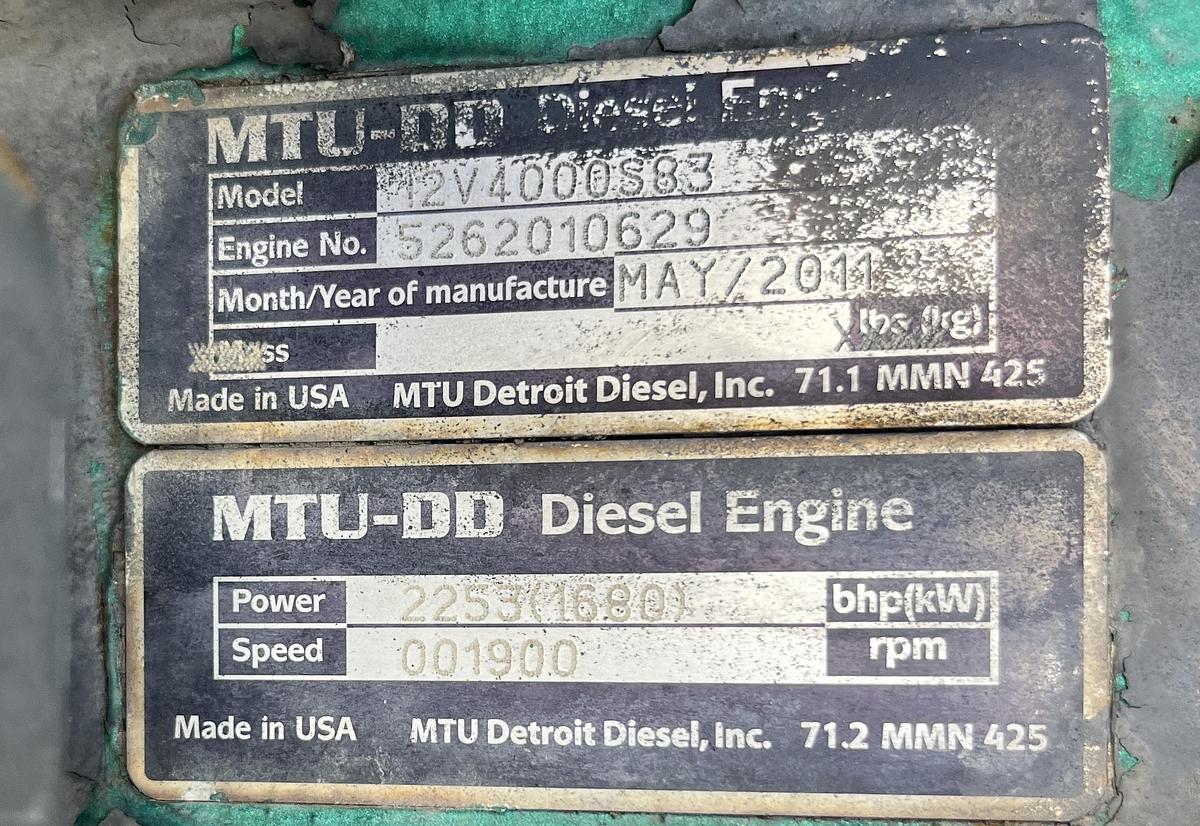 MTU-DD Diesel Eng
Model 12V4000S83
Engine No. 5262010629
Month/Year of manufacture MAY/2011
Mass lbs (kg)
Made in USA MTU Detroit Diesel, Inc. 71.1 MMN 425
MTU-DD Diesel Engine
Power 2253(1680) bhp(kW)
Speed 001900 rpm
Made in USA MTU Detroit Diesel, Inc. 71.2 MMN 425